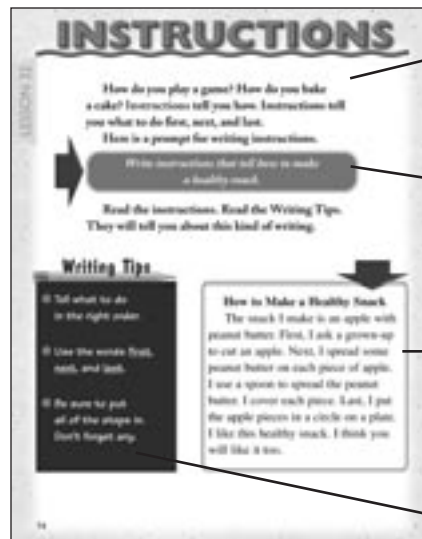 INSTRUCTIONS
LESSON
How do you play a game? How do you bake
a cake? Instructions tell you how. Instructions tell
you what to do first, next, and last.
Here is a prompt for writing instructions.
Write instructions that tell how to make
a healthy snack.
Read the instructions. Read the Writing Tips.
They will tell you about this kind of writing.
Writing Tips
Tell what to do
in the right order.
Use the words first,
next, and last.
Be sure to put
all of the steps in.
Don't forget any.
How to Make a Healthy Snack
The snack I make is an apple with
peanut butter. First, I ask a grown-up
to cut an apple. Next, I spread some
peanut butter on each piece of apple.
I use a spoon to spread the peanut
butter. I cover each piece. Last, I put
the apple pieces in a circle on a plate.
I like this healthy snack. I think you
will like it too.